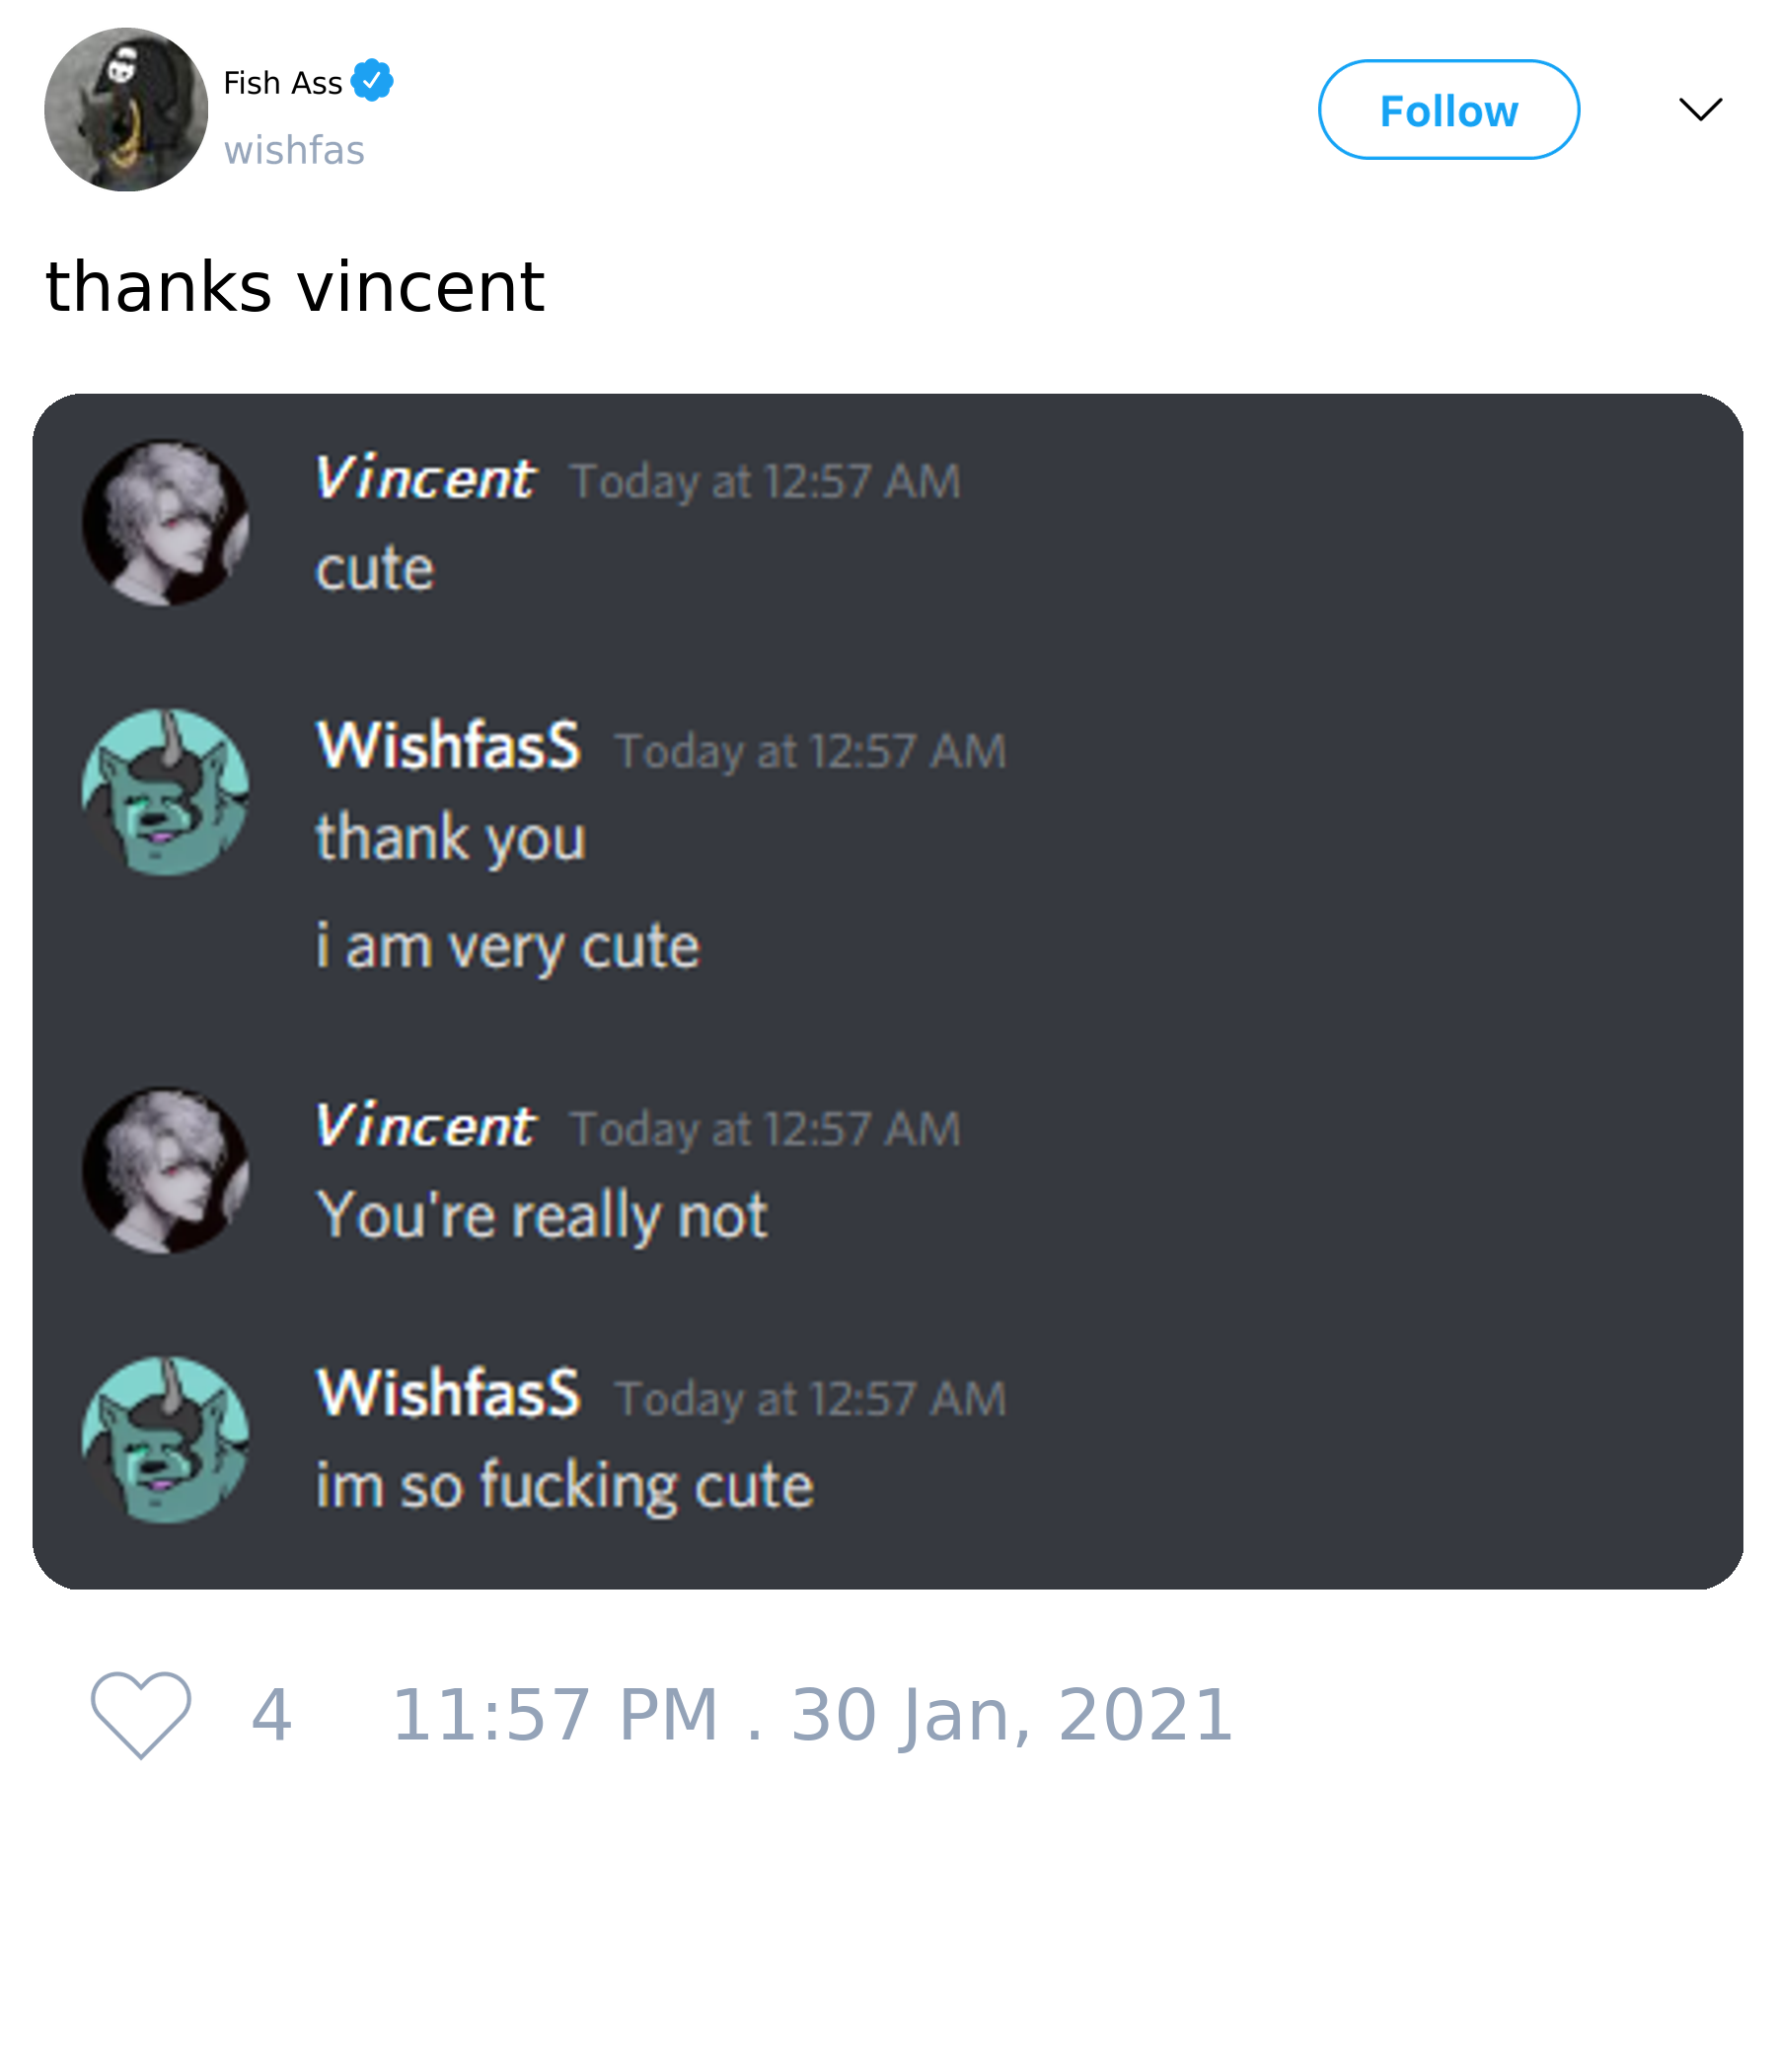 Fish Ass
wishfas
Follow
thanks vincent
Vincent Today at 12:57 AM
cute
WishfasS Today at 12:57 AM
thank you
i am very cute
Vincent Today at 12:57 AM
You're really not
WishfasS Today at 12:57 AM
im so fucking cute
4 11:57 PM . 30 Jan, 2021